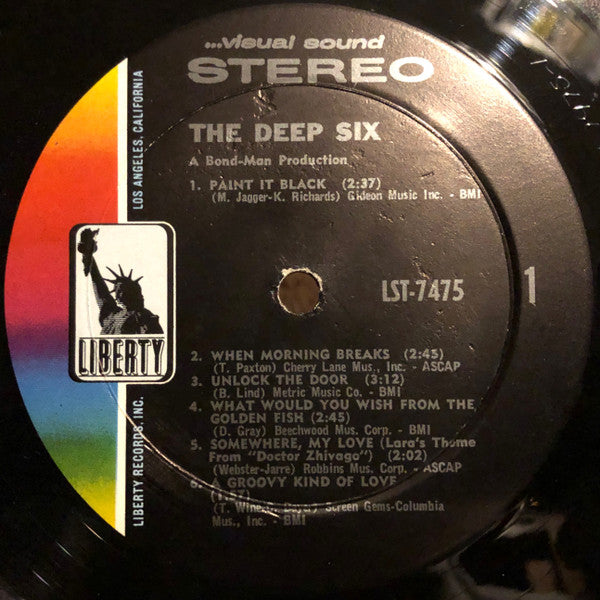 ...visual sound
STEREO
THE DEEP SIX
A Bond-Man Production
1. PAINT IT BLACK (2:37)
(M. Jagger-K. Richards) Gideon Music Inc. - BMI
LST-7475
1
2. WHEN MORNING BREAKS (2:45)
(T. Paxton) Cherry Lane Mus., Inc. - ASCAP
3. UNLOCK THE DOOR (3:12)
(B. Lind) Metric Music Co. - BMI
4. WHAT WOULD YOU WISH FROM THE
GOLDEN FISH (2:45)
(D. Gray) Beechwood Mus. Corp. - BMI
5. SOMEWHERE, MY LOVE (Lara's Theme
From "Doctor Zhivago") (2:02)
(Webster-Jarre) Robbins Mus. Corp. - ASCAP
6. A GROOVY KIND OF LOVE
(T. Screen Gems-Columbia
Mus., Inc. - BMI
LIBERTY
LIBERTY RECORDS, INC.
LOS ANGELES, CALIFORNIA